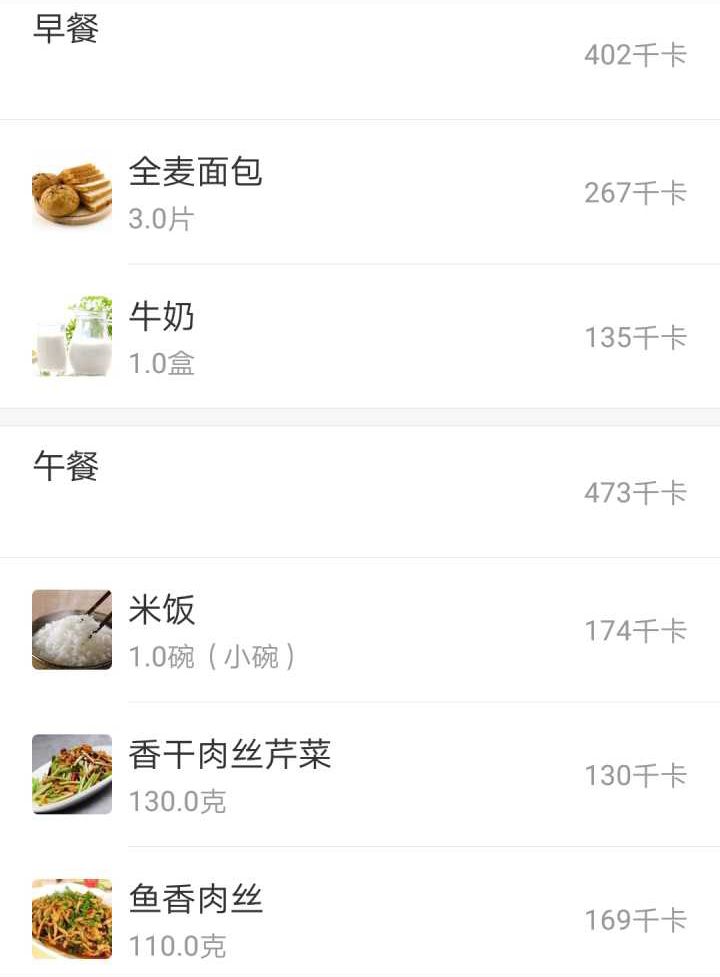 早餐
402千卡
全麦面包
267千卡
3.0片
牛奶
135千卡
1.0盒
午餐
473千卡
米饭
174千卡
1.0碗（小碗）
香干肉丝芹菜
130千卡
130.0克
鱼香肉丝
169千卡
110.0克